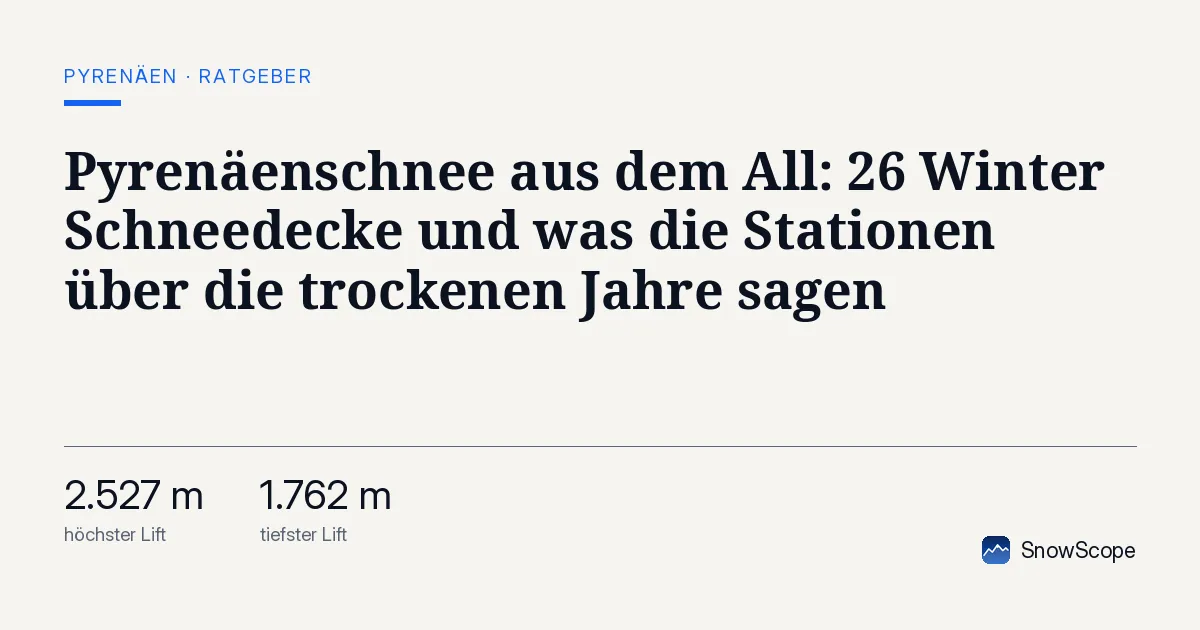 PYRENÄEN · RATGEBER
Pyrenäenschnee aus dem All: 26 Winter
Schneedecke und was die Stationen
über die trockenen Jahre sagen
2.527 m
höchster Lift
1.762 m
tiefster Lift
SnowScope